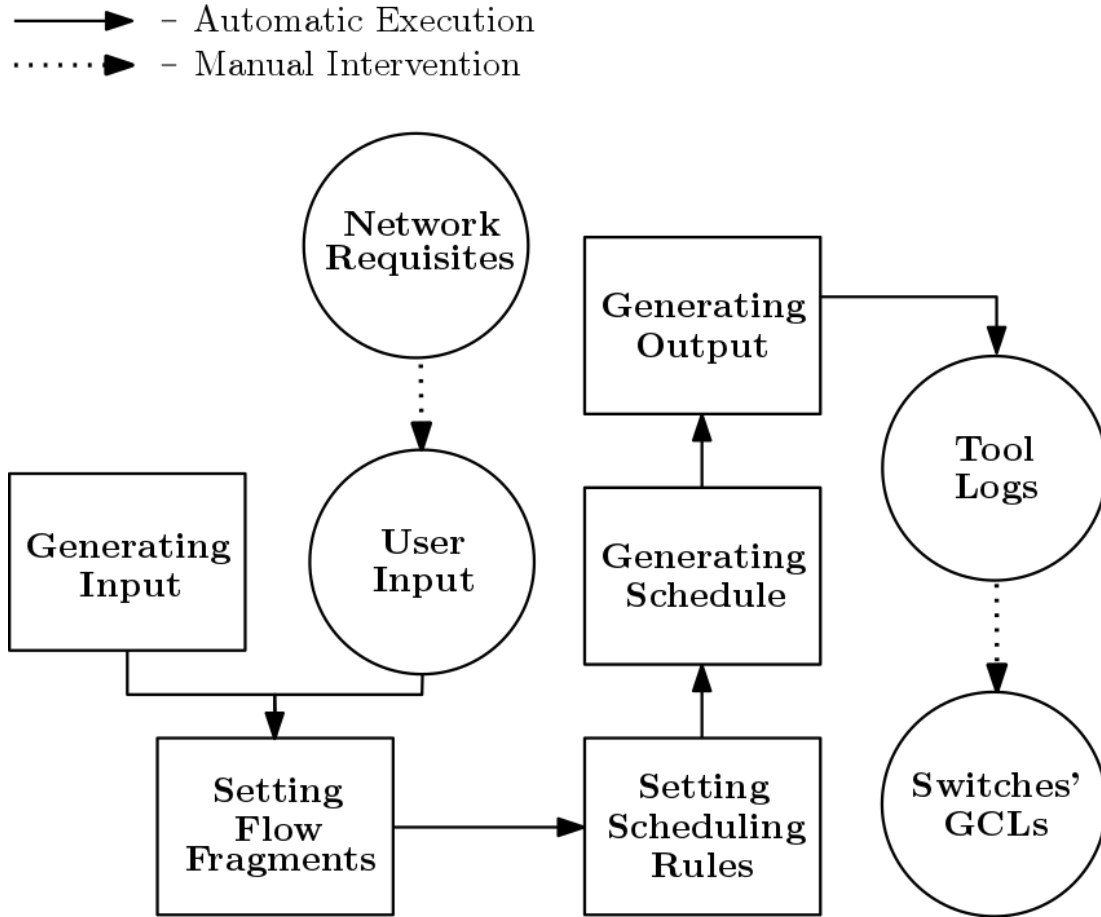 – Automatic Execution
– Manual Intervention
Network
Requisites
Generating
Output
Tool
Logs
Generating
Input
User
Input
Generating
Schedule
Setting
Flow
Fragments
Setting
Scheduling
Rules
Switches'
GCLs